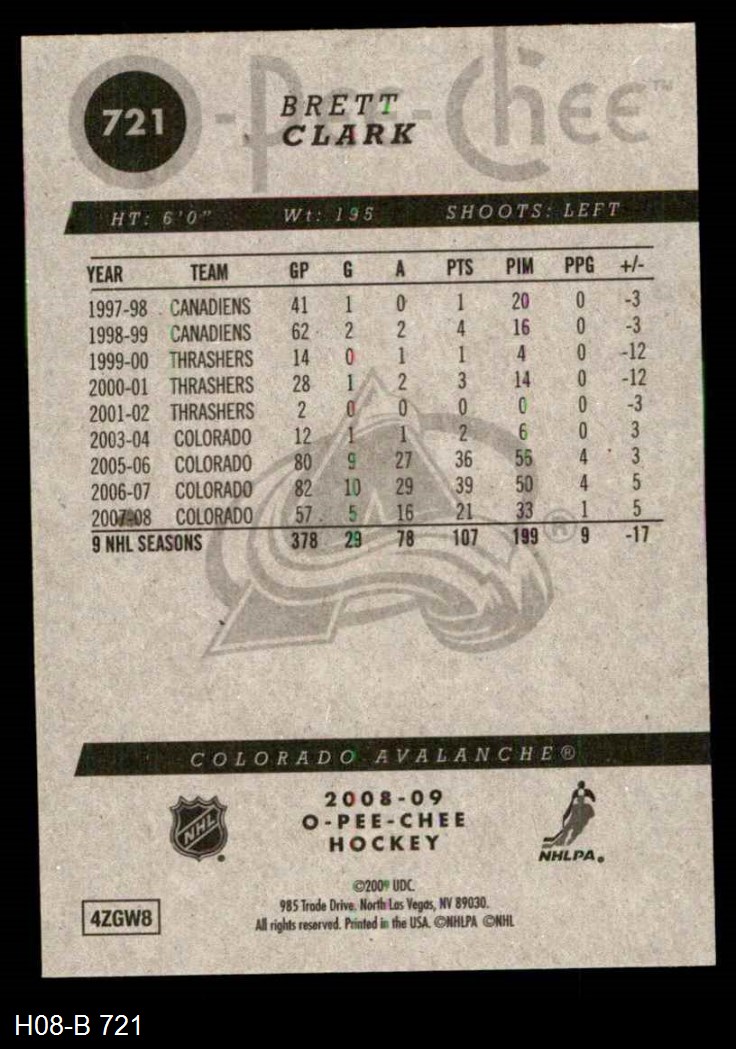 O-Pee-Chee™
721
BRETT
CLARK
HT: 6'0" Wt: 195 SHOOTS: LEFT
YEAR TEAM GP G A PTS PIM PPG +/-
1997-98 CANADIENS 41 1 0 1 20 0 -3
1998-99 CANADIENS 62 2 2 4 16 0 -3
1999-00 THRASHERS 14 0 1 1 4 0 -12
2000-01 THRASHERS 28 1 2 3 14 0 -12
2001-02 THRASHERS 2 0 0 0 0 0 -3
2003-04 COLORADO 12 1 1 2 6 0 3
2005-06 COLORADO 80 9 27 36 56 4 3
2006-07 COLORADO 82 10 29 39 50 4 5
2007-08 COLORADO 57 5 16 21 33 1 5
9 NHL SEASONS 378 29 78 107 199 9 -17
®
COLORADO AVALANCHE®
NHL
2008-09
O-PEE-CHEE
HOCKEY
NHLPA®
©2009 UDC.
985 Trade Drive. North Las Vegas, NV 89030.
All rights reserved. Printed in the USA. ©NHLPA ©NHL
4ZGW8
H08-B 721